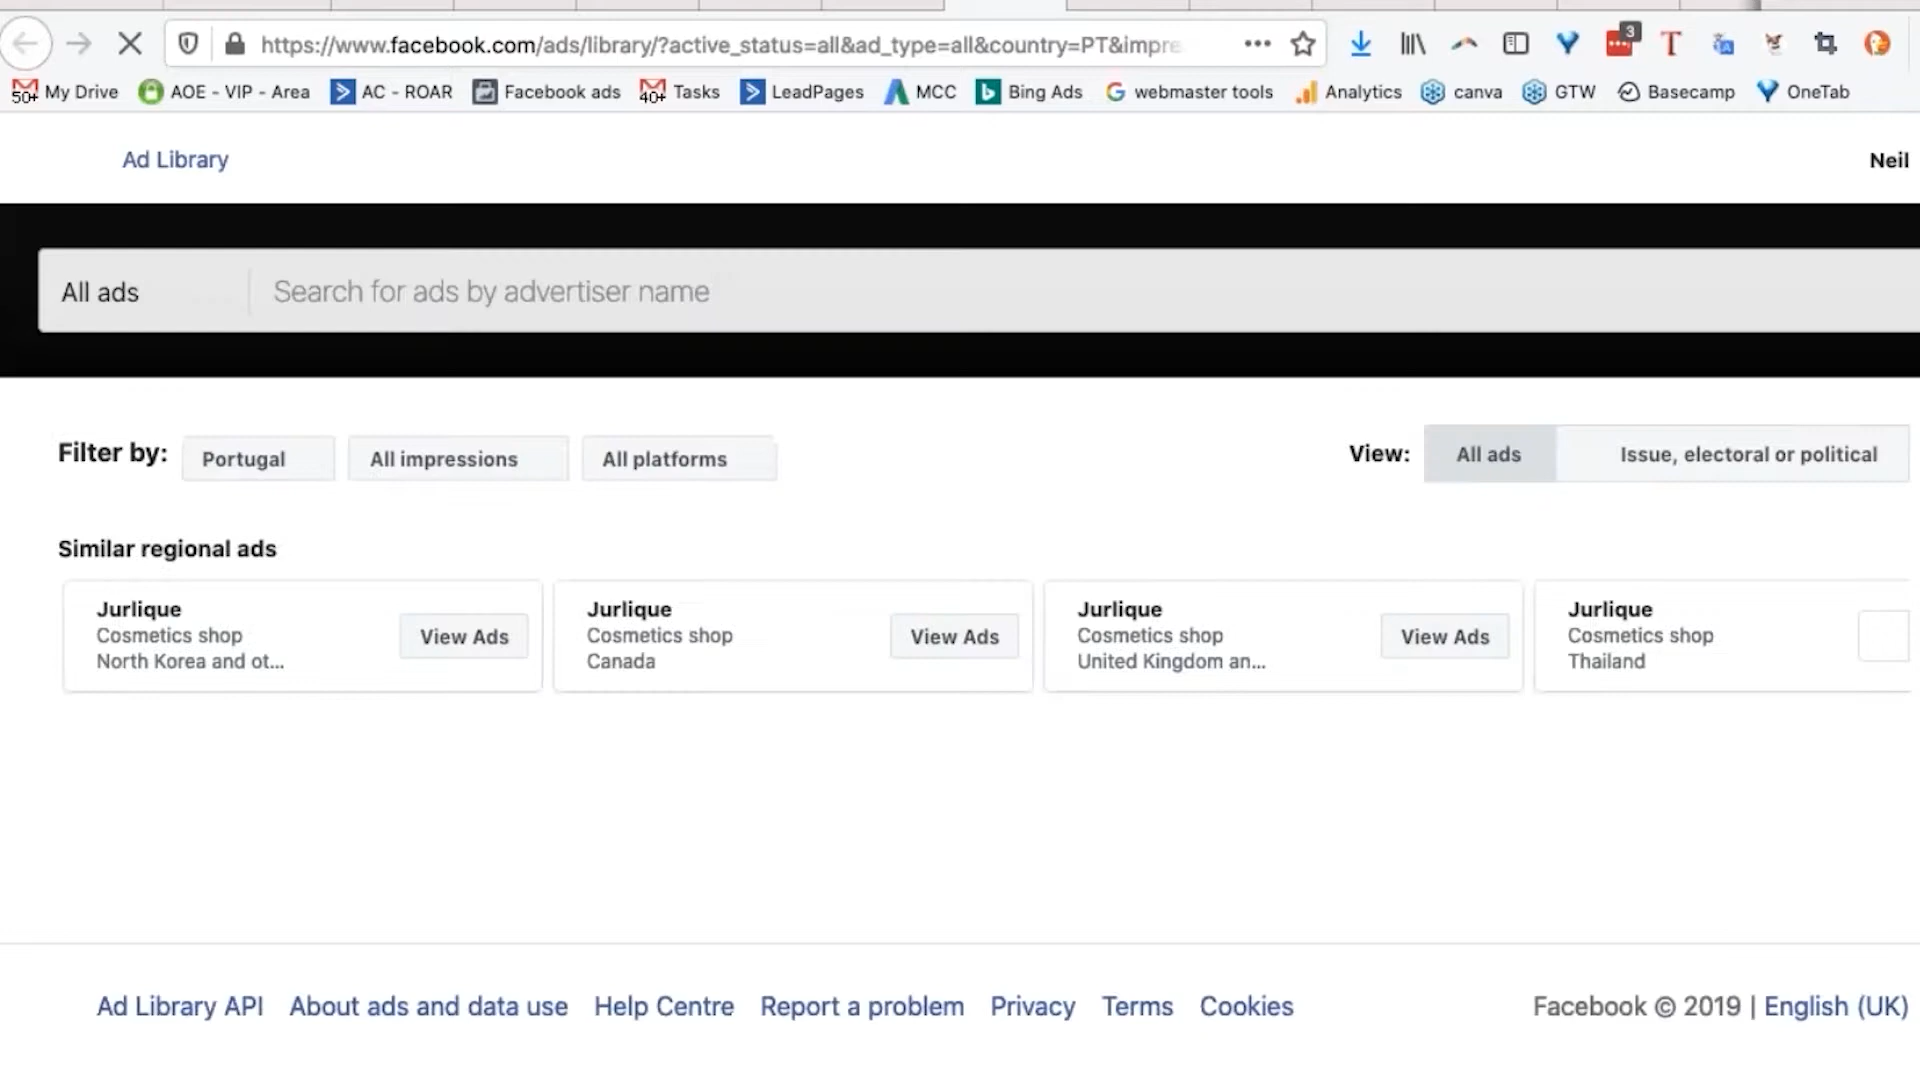 https://www.facebook.com/ads/library/?active_status=all&ad_type=all&country=PT&impre
3
50+ My Drive AOE - VIP - Area AC - ROAR Facebook ads 40+ Tasks LeadPages MCC Bing Ads webmaster tools Analytics canva GTW Basecamp OneTab
Ad Library Neil
All ads Search for ads by advertiser name
Filter by: Portugal All impressions All platforms View: All ads Issue, electoral or political
Similar regional ads
Jurlique
Cosmetics shop
North Korea and ot...
View Ads
Jurlique
Cosmetics shop
Canada
View Ads
Jurlique
Cosmetics shop
United Kingdom an...
View Ads
Jurlique
Cosmetics shop
Thailand
Ad Library API About ads and data use Help Centre Report a problem Privacy Terms Cookies Facebook © 2019 | English (UK)